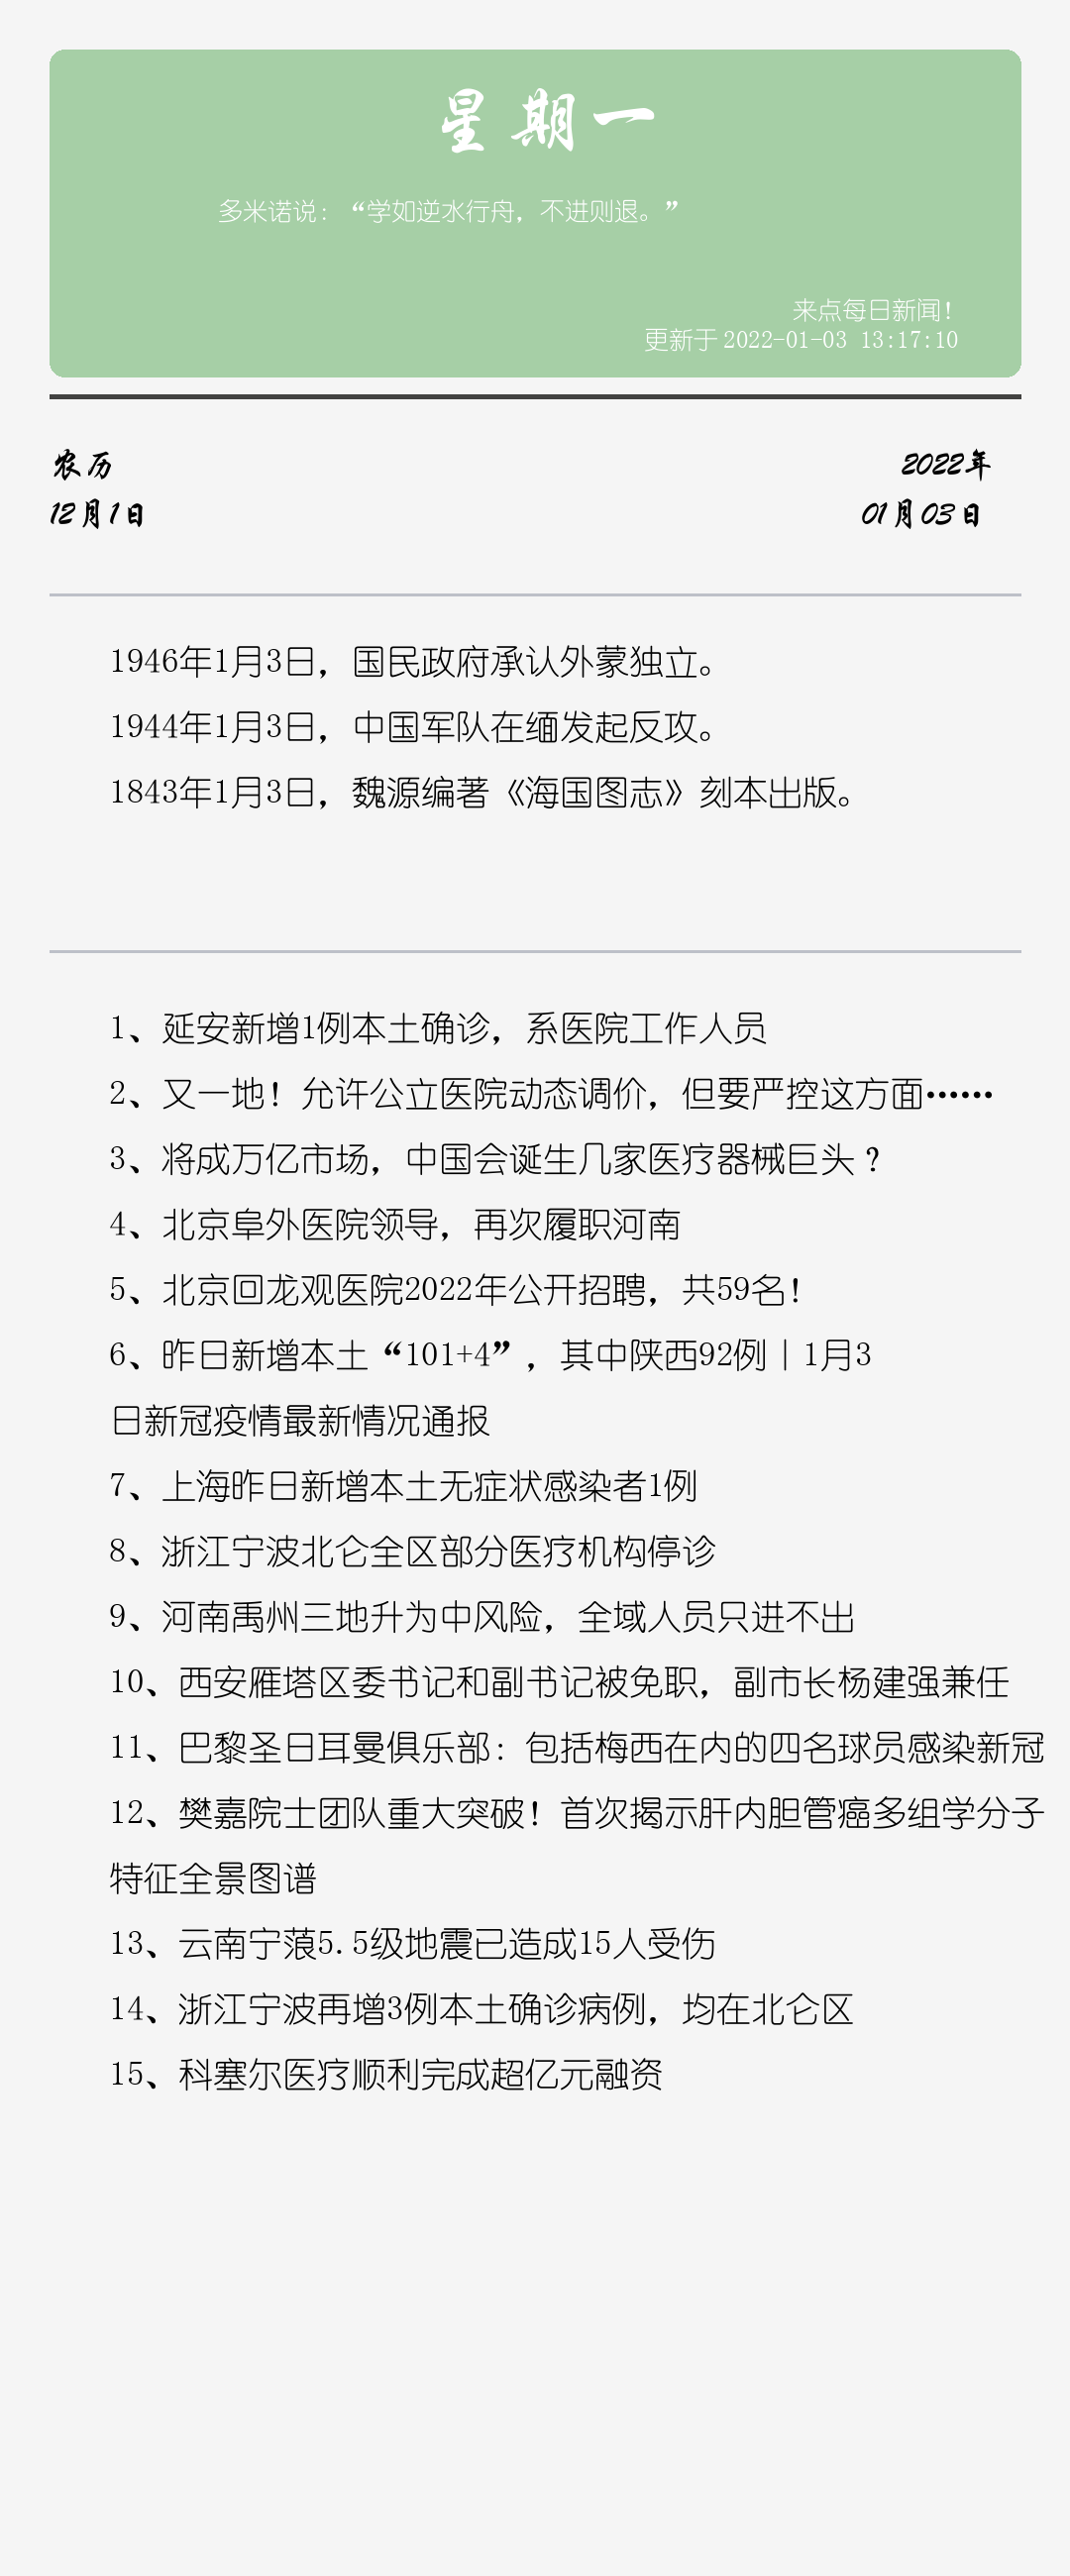 星期一
多米诺说：“学如逆水行舟，不进则退。”
来点每日新闻！
更新于 2022-01-03 13:17:10
农历
2022年
12月1日
01月03日
1946年1月3日，国民政府承认外蒙独立。
1944年1月3日，中国军队在缅发起反攻。
1843年1月3日，魏源编著《海国图志》刻本出版。
1、延安新增1例本土确诊，系医院工作人员
2、又一地！允许公立医院动态调价，但要严控这方面……
3、将成万亿市场，中国会诞生几家医疗器械巨头？
4、北京阜外医院领导，再次履职河南
5、北京回龙观医院2022年公开招聘，共59名！
6、昨日新增本土“101+4”，其中陕西92例｜1月3
日新冠疫情最新情况通报
7、上海昨日新增本土无症状感染者1例
8、浙江宁波北仑全区部分医疗机构停诊
9、河南禹州三地升为中风险，全域人员只进不出
10、西安雁塔区委书记和副书记被免职，副市长杨建强兼任
11、巴黎圣日耳曼俱乐部：包括梅西在内的四名球员感染新冠
12、樊嘉院士团队重大突破！首次揭示肝内胆管癌多组学分子
特征全景图谱
13、云南宁蒗5.5级地震已造成15人受伤
14、浙江宁波再增3例本土确诊病例，均在北仑区
15、科塞尔医疗顺利完成超亿元融资